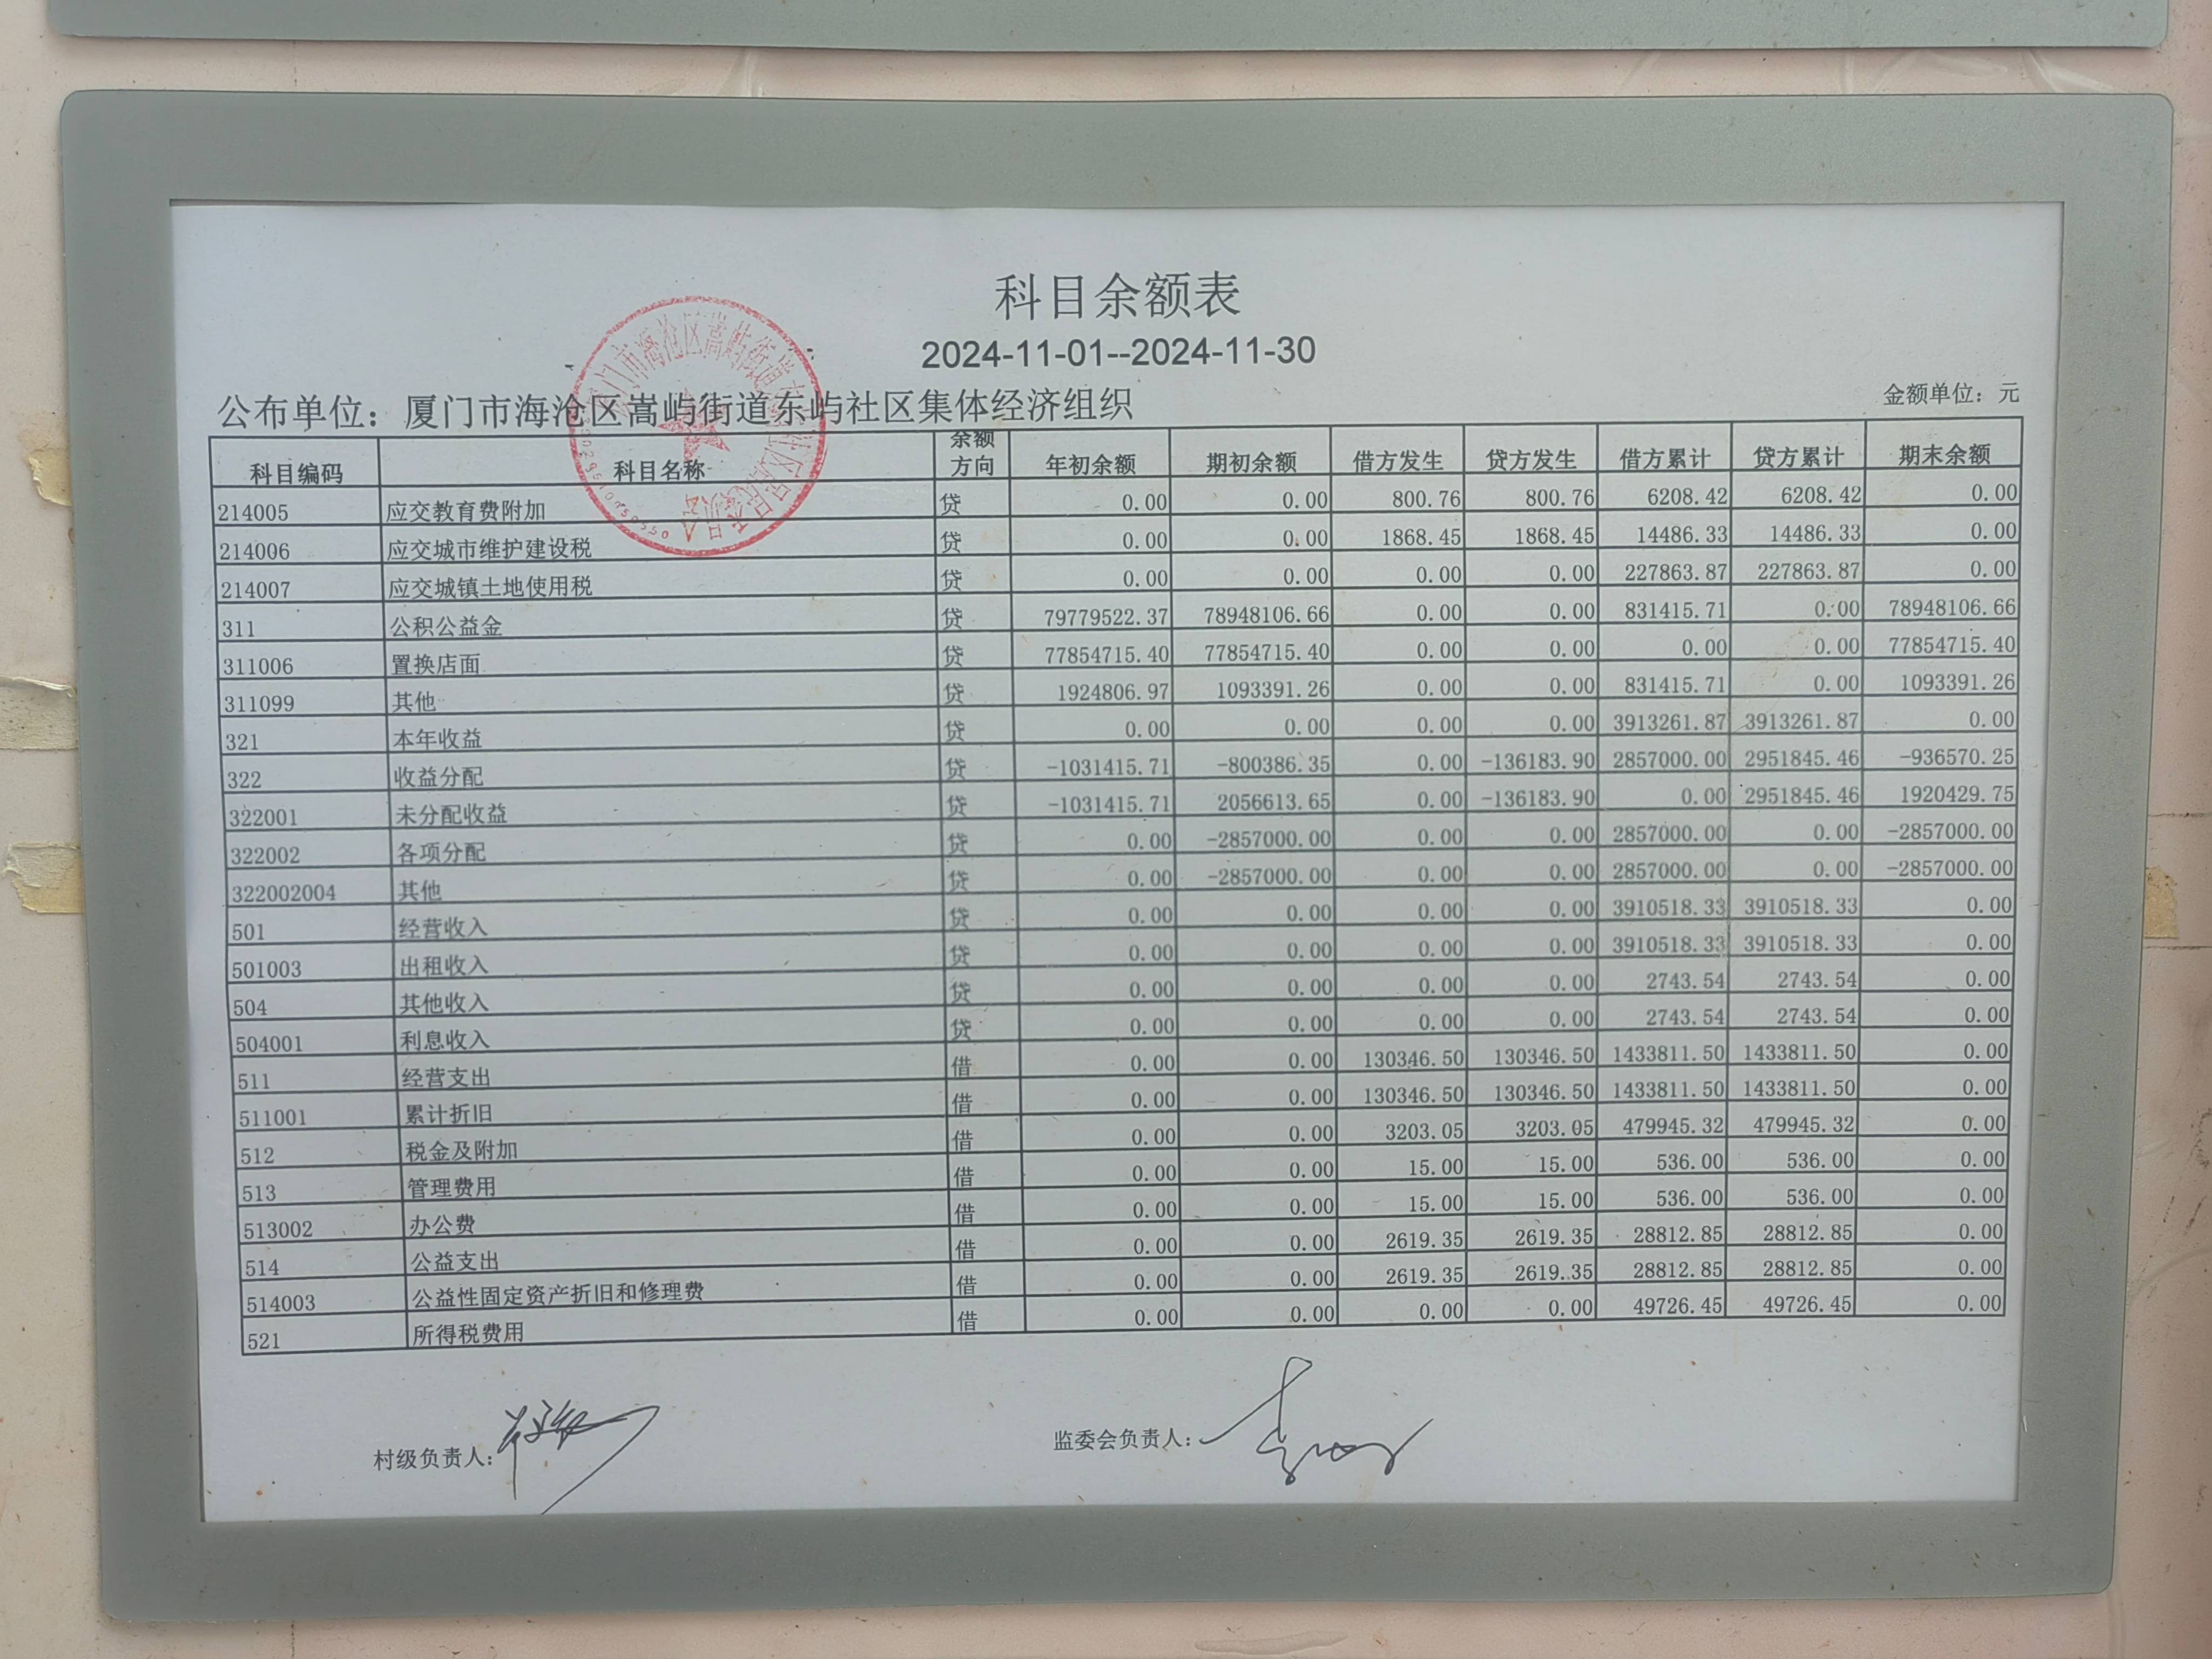 科目余额表
2024-11-01--2024-11-30
公布单位：厦门市海沧区嵩屿街道东屿社区集体经济组织 金额单位：元
科目编码 科目名称 余额方向 年初余额 期初余额 借方发生 贷方发生 借方累计 贷方累计 期末余额
214005 应交教育费附加 贷 0.00 0.00 800.76 800.76 6208.42 6208.42 0.00
214006 应交城市维护建设税 贷 0.00 0.00 1868.45 1868.45 14486.33 14486.33 0.00
214007 应交城镇土地使用税 贷 0.00 0.00 0.00 0.00 227863.87 227863.87 0.00
311 公积公益金 贷 79779522.37 78948106.66 0.00 0.00 831415.71 0.00 78948106.66
311006 置换店面 贷 77854715.40 77854715.40 0.00 0.00 0.00 0.00 77854715.40
311099 其他 贷 1924806.97 1093391.26 0.00 0.00 831415.71 0.00 1093391.26
321 本年收益 贷 0.00 0.00 0.00 0.00 3913261.87 3913261.87 0.00
322 收益分配 贷 -1031415.71 -800386.35 0.00 -136183.90 2857000.00 2951845.46 -936570.25
322001 未分配收益 贷 -1031415.71 2056613.65 0.00 -136183.90 0.00 2951845.46 1920429.75
322002 各项分配 贷 0.00 -2857000.00 0.00 0.00 2857000.00 0.00 -2857000.00
322002004 其他 贷 0.00 -2857000.00 0.00 0.00 2857000.00 0.00 -2857000.00
501 经营收入 贷 0.00 0.00 0.00 0.00 3910518.33 3910518.33 0.00
501003 出租收入 贷 0.00 0.00 0.00 0.00 3910518.33 3910518.33 0.00
504 其他收入 贷 0.00 0.00 0.00 0.00 2743.54 2743.54 0.00
504001 利息收入 贷 0.00 0.00 0.00 0.00 2743.54 2743.54 0.00
511 经营支出 借 0.00 0.00 130346.50 130346.50 1433811.50 1433811.50 0.00
511001 累计折旧 借 0.00 0.00 130346.50 130346.50 1433811.50 1433811.50 0.00
512 税金及附加 借 0.00 0.00 3203.05 3203.05 479945.32 479945.32 0.00
513 管理费用 借 0.00 0.00 15.00 15.00 536.00 536.00 0.00
513002 办公费 借 0.00 0.00 15.00 15.00 536.00 536.00 0.00
514 公益支出 借 0.00 0.00 2619.35 2619.35 28812.85 28812.85 0.00
514003 公益性固定资产折旧和修理费 借 0.00 0.00 2619.35 2619.35 28812.85 28812.85 0.00
521 所得税费用 借 0.00 0.00 0.00 0.00 49726.45 49726.45 0.00
村级负责人： 监委会负责人：